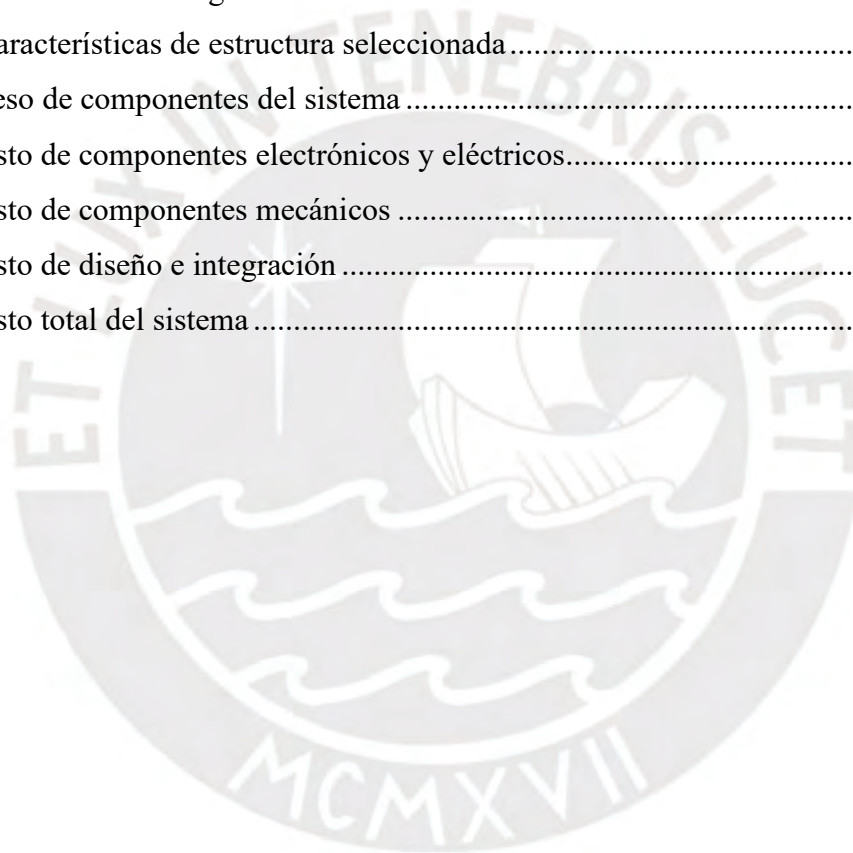 aracterísticas de estructura seleccionada
eso de componentes del sistema
sto de componentes electrónicos y eléctricos
sto de componentes mecánicos
sto de diseño e integración
sto total del sistema
ET LUX IN TENEBRIS LUCET
MCMXVII